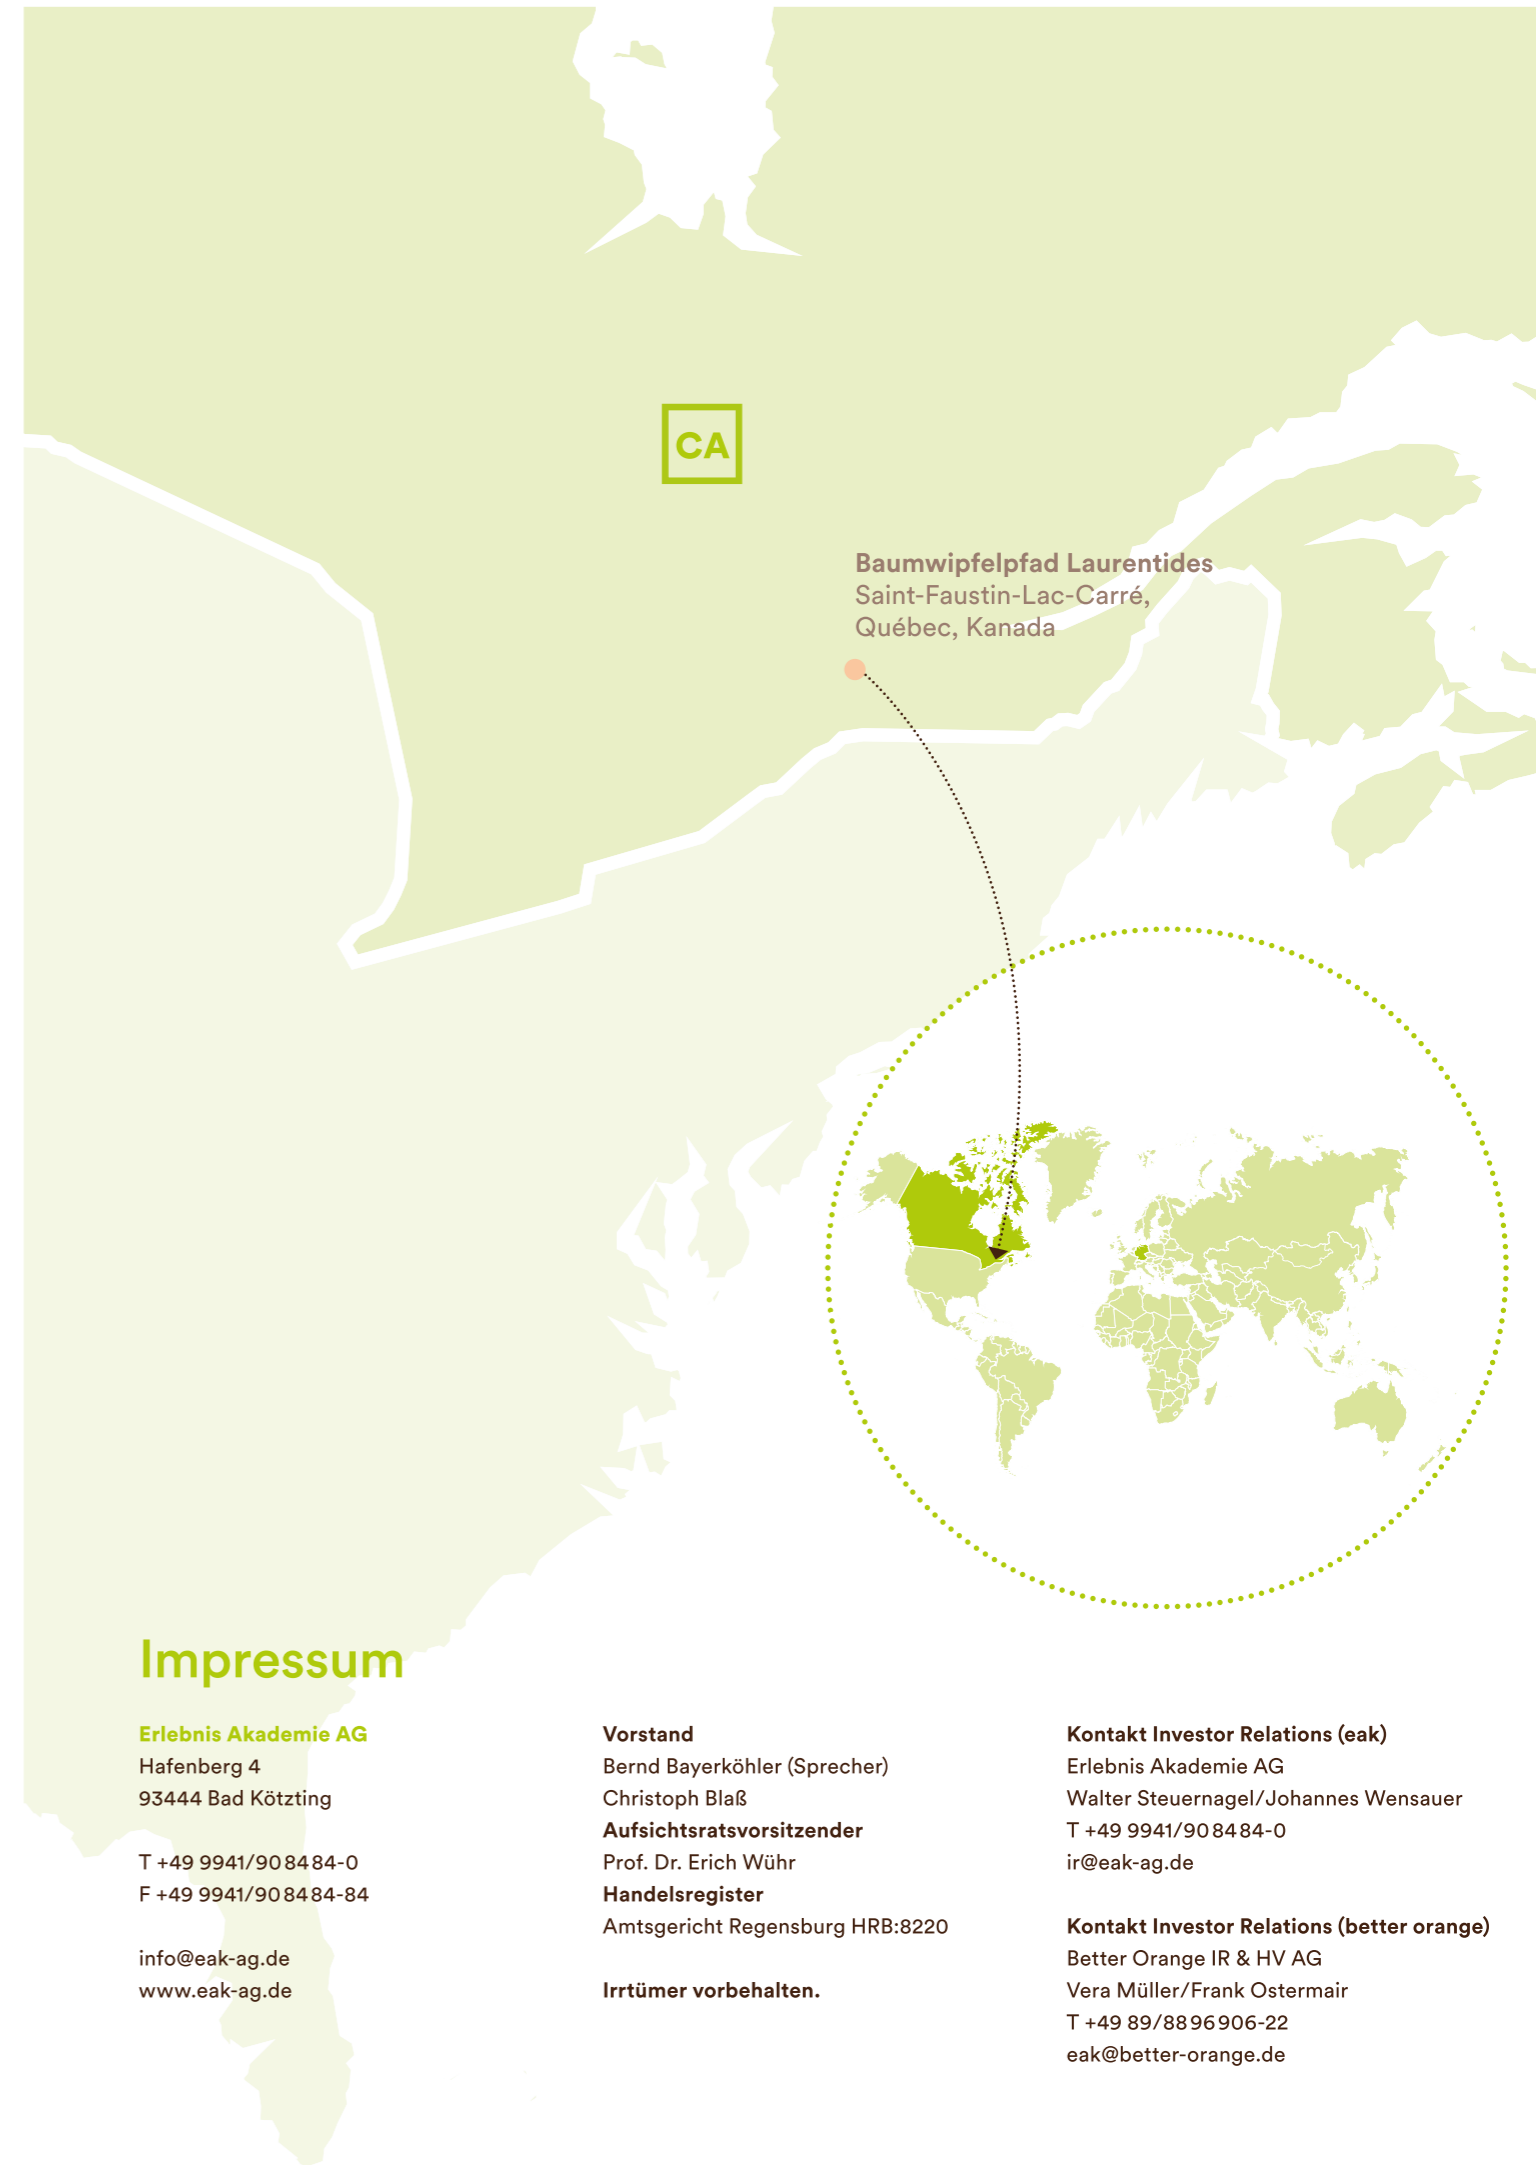 CA
Baumwipfelpfad Laurentides
Saint-Faustin-Lac-Carré,
Québec, Kanada
Impressum
Erlebnis Akademie AG
Hafenberg 4
93444 Bad Kötzting
T +49 9941/908484-0
F +49 9941/908484-84
info@eak-ag.de
www.eak-ag.de
Vorstand
Bernd Bayerköhler (Sprecher)
Christoph Blaß
Aufsichtsratsvorsitzender
Prof. Dr. Erich Wühr
Handelsregister
Amtsgericht Regensburg HRB:8220
Irrtümer vorbehalten.
Kontakt Investor Relations (eak)
Erlebnis Akademie AG
Walter Steuernagel/Johannes Wensauer
T +49 9941/908484-0
ir@eak-ag.de
Kontakt Investor Relations (better orange)
Better Orange IR & HV AG
Vera Müller/Frank Ostermair
T +49 89/8896906-22
eak@better-orange.de